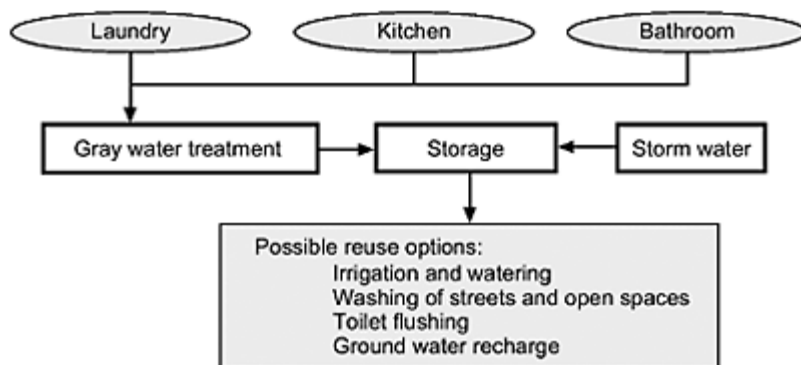 Laundry
Kitchen
Bathroom
Gray water treatment
Storage
Storm water
Possible reuse options:
Irrigation and watering
Washing of streets and open spaces
Toilet flushing
Ground water recharge